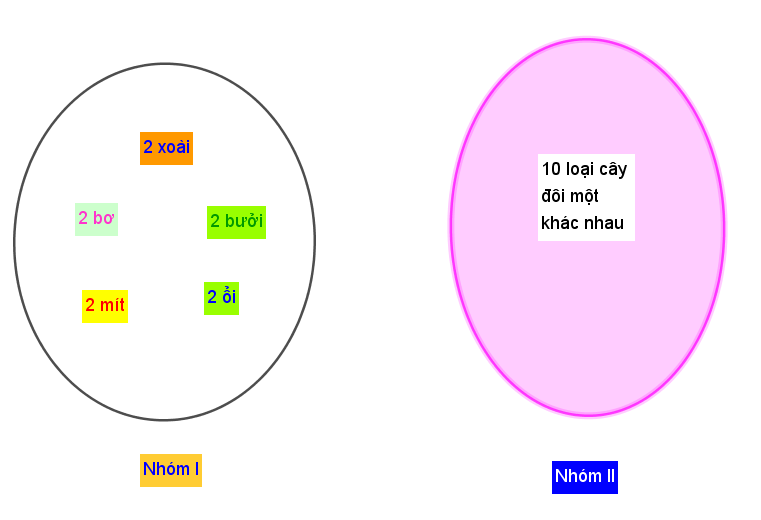 2 xoài
2 bơ
2 bưởi
2 mít
2 ổi
Nhóm I
10 loại cây
đôi một
khác nhau
Nhóm II